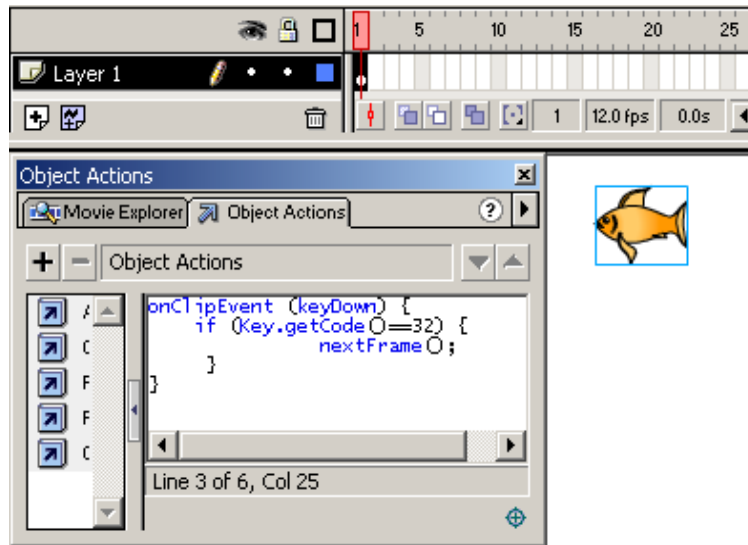 1 5 10 15 20 25
Layer 1
1 12.0 fps 0.0s
Object Actions
Movie Explorer Object Actions ?
Object Actions
onClipEvent (keyDown) {
if (Key.getCode()==32) {
nextFrame();
}
}
Line 3 of 6, Col 25